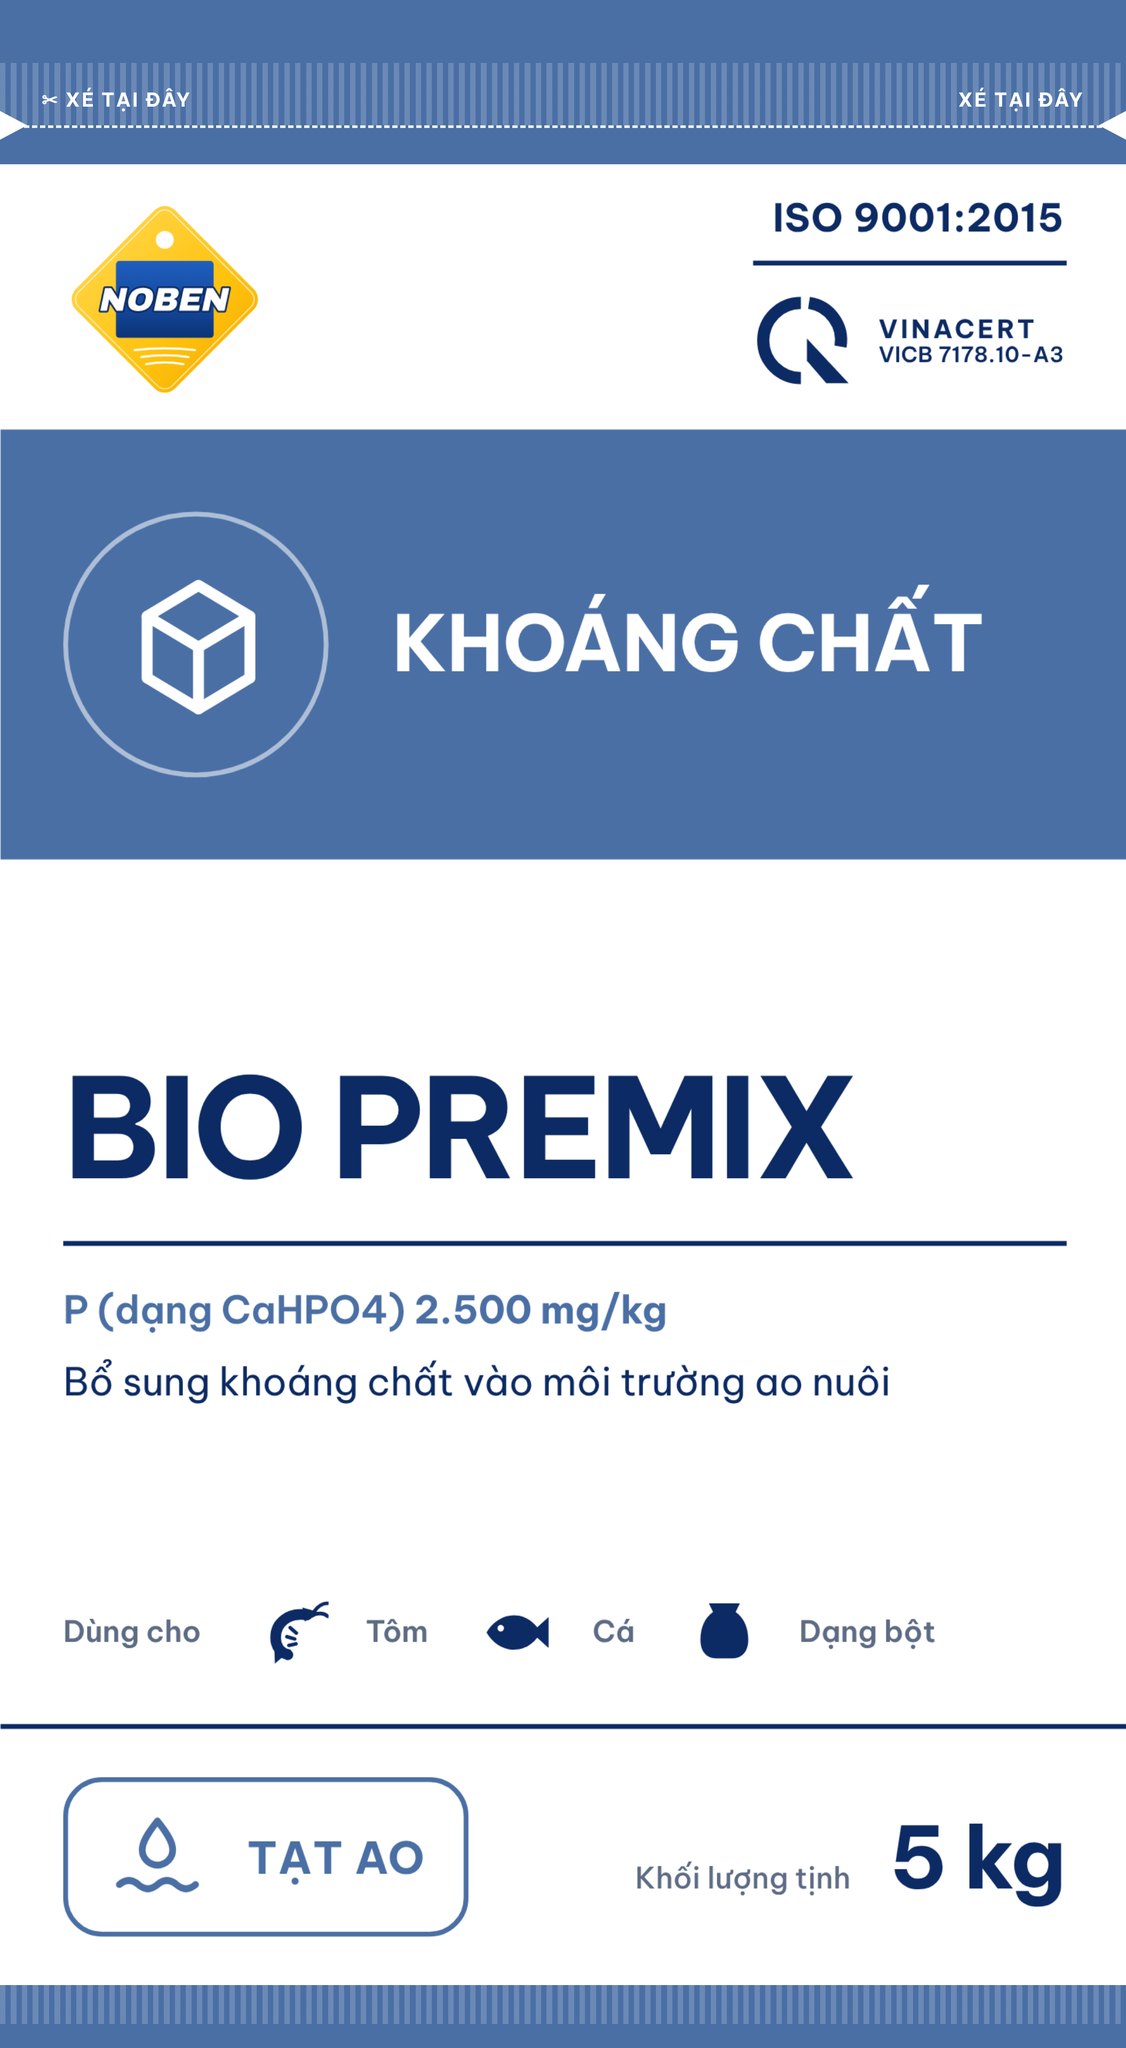 ✂ XÉ TẠI ĐÂY
XÉ TẠI ĐÂY
NOBEN
ISO 9001:2015
VINACERT
VICB 7178.10-A3
KHOÁNG CHẤT
BIO PREMIX
P (dạng CaHPO4) 2.500 mg/kg
Bổ sung khoáng chất vào môi trường ao nuôi
Dùng cho Tôm Cá Dạng bột
TẠT AO
Khối lượng tịnh 5 kg